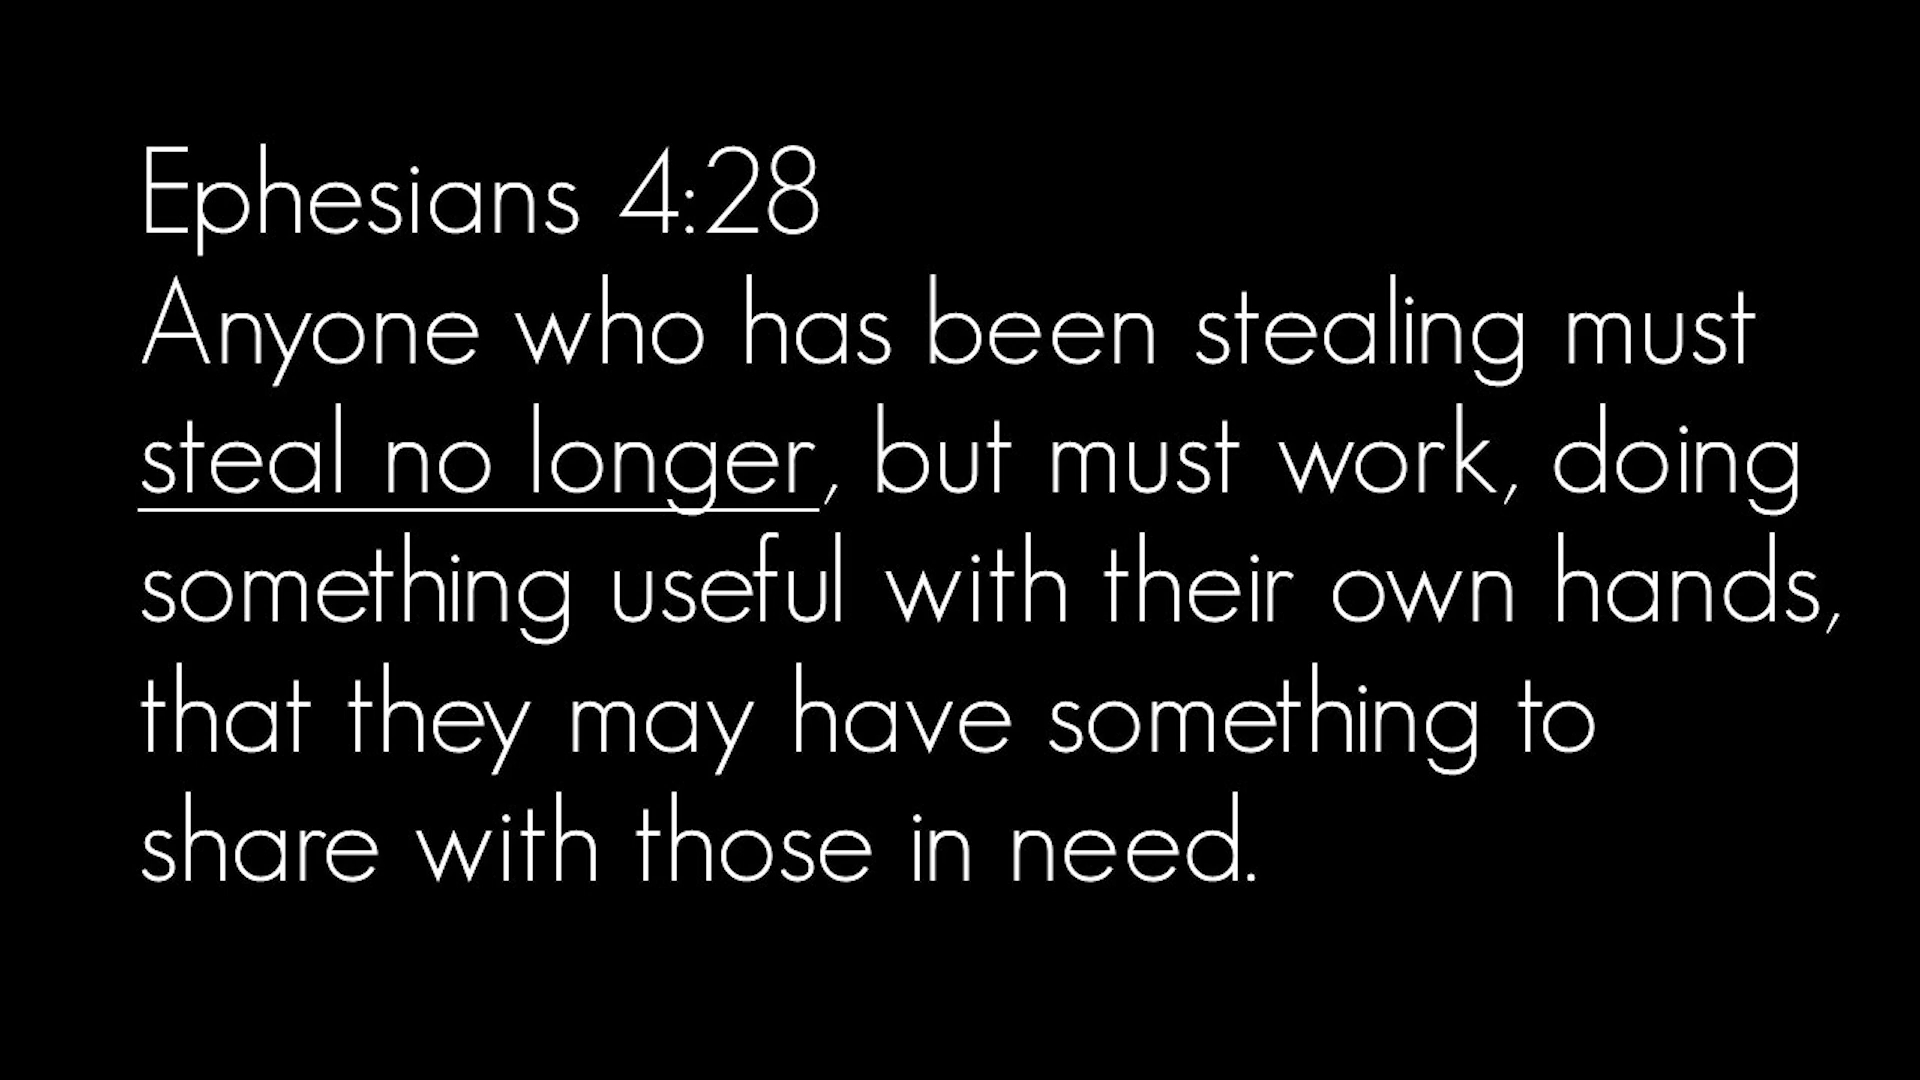 Ephesians 4:28
Anyone who has been stealing must
steal no longer, but must work, doing
something useful with their own hands,
that they may have something to
share with those in need.